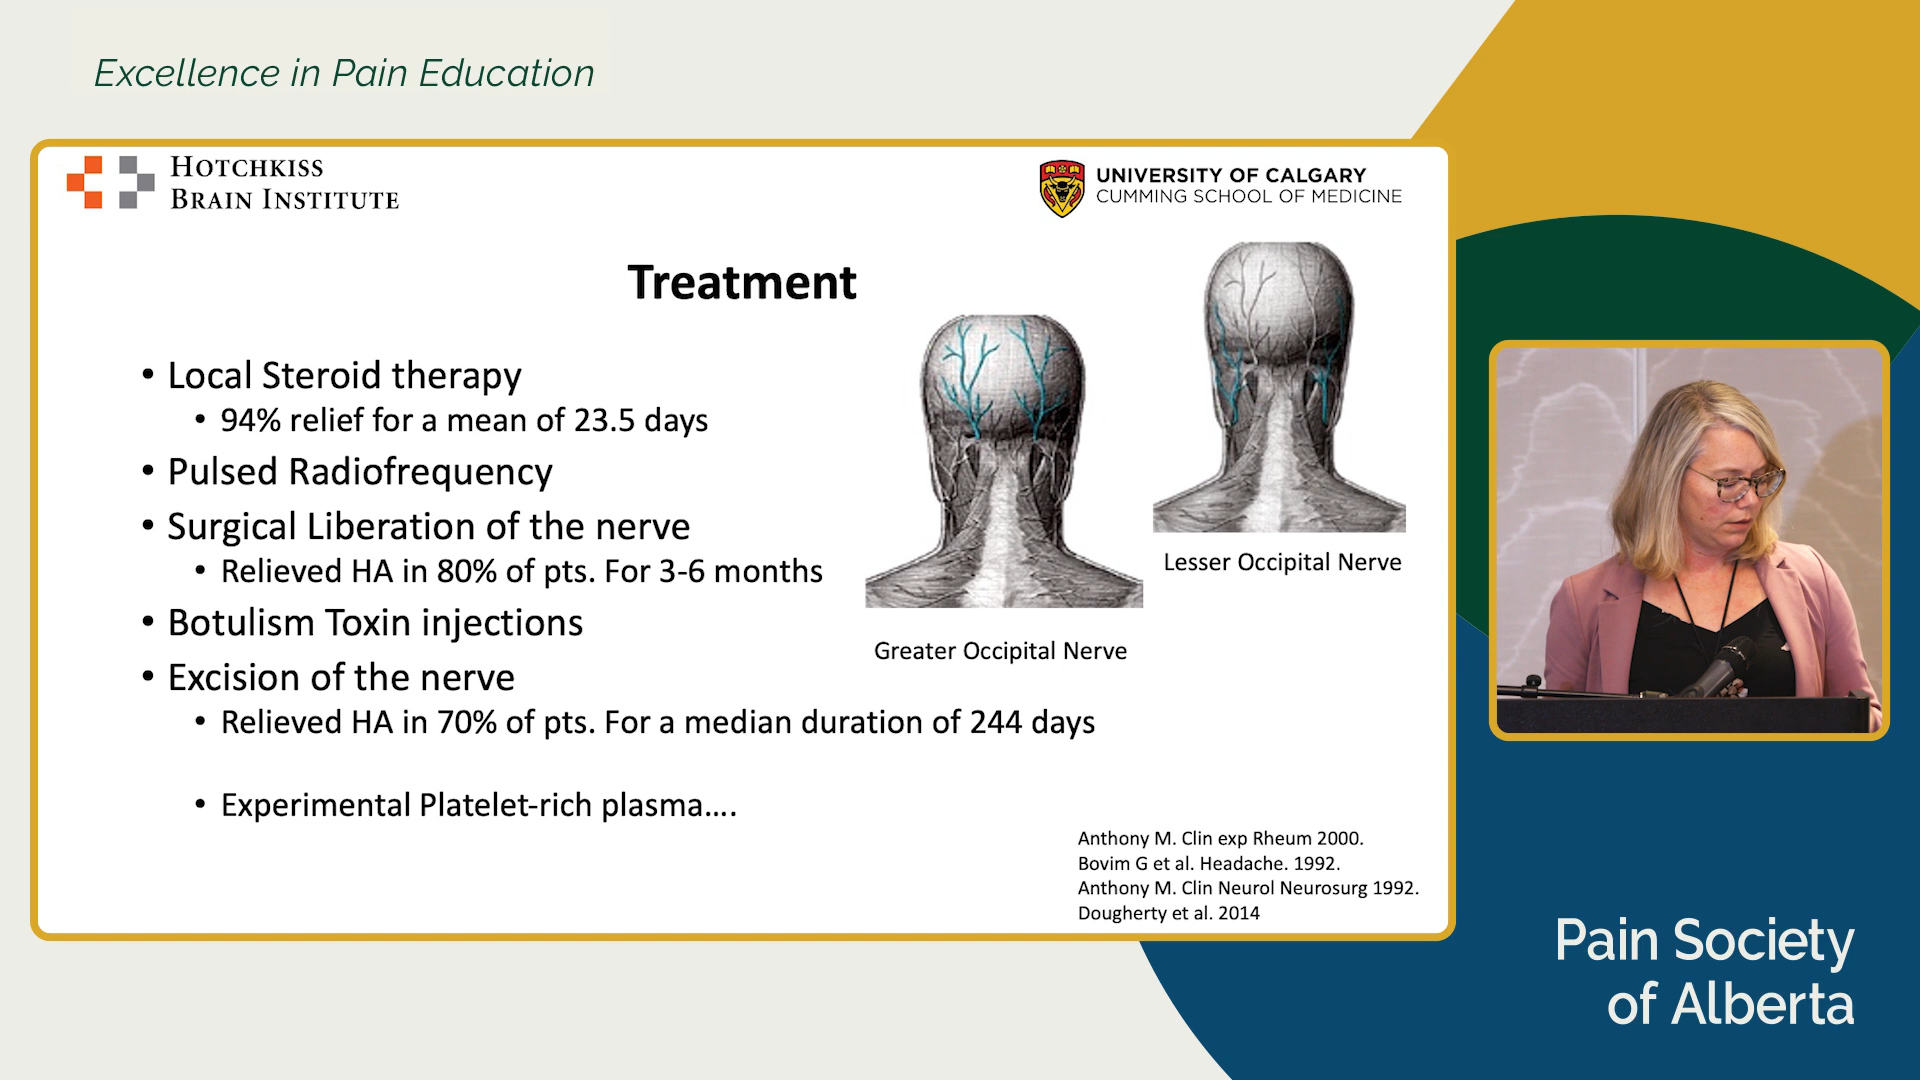 Excellence in Pain Education
HOTCHKISS
BRAIN INSTITUTE
UNIVERSITY OF CALGARY
CUMMING SCHOOL OF MEDICINE
Treatment
• Local Steroid therapy
• 94% relief for a mean of 23.5 days
• Pulsed Radiofrequency
• Surgical Liberation of the nerve
• Relieved HA in 80% of pts. For 3-6 months
• Botulism Toxin injections
• Excision of the nerve
• Relieved HA in 70% of pts. For a median duration of 244 days
• Experimental Platelet-rich plasma....
Lesser Occipital Nerve
Greater Occipital Nerve
Anthony M. Clin exp Rheum 2000.
Bovim G et al. Headache. 1992.
Anthony M. Clin Neurol Neurosurg 1992.
Dougherty et al. 2014
Pain Society
of Alberta